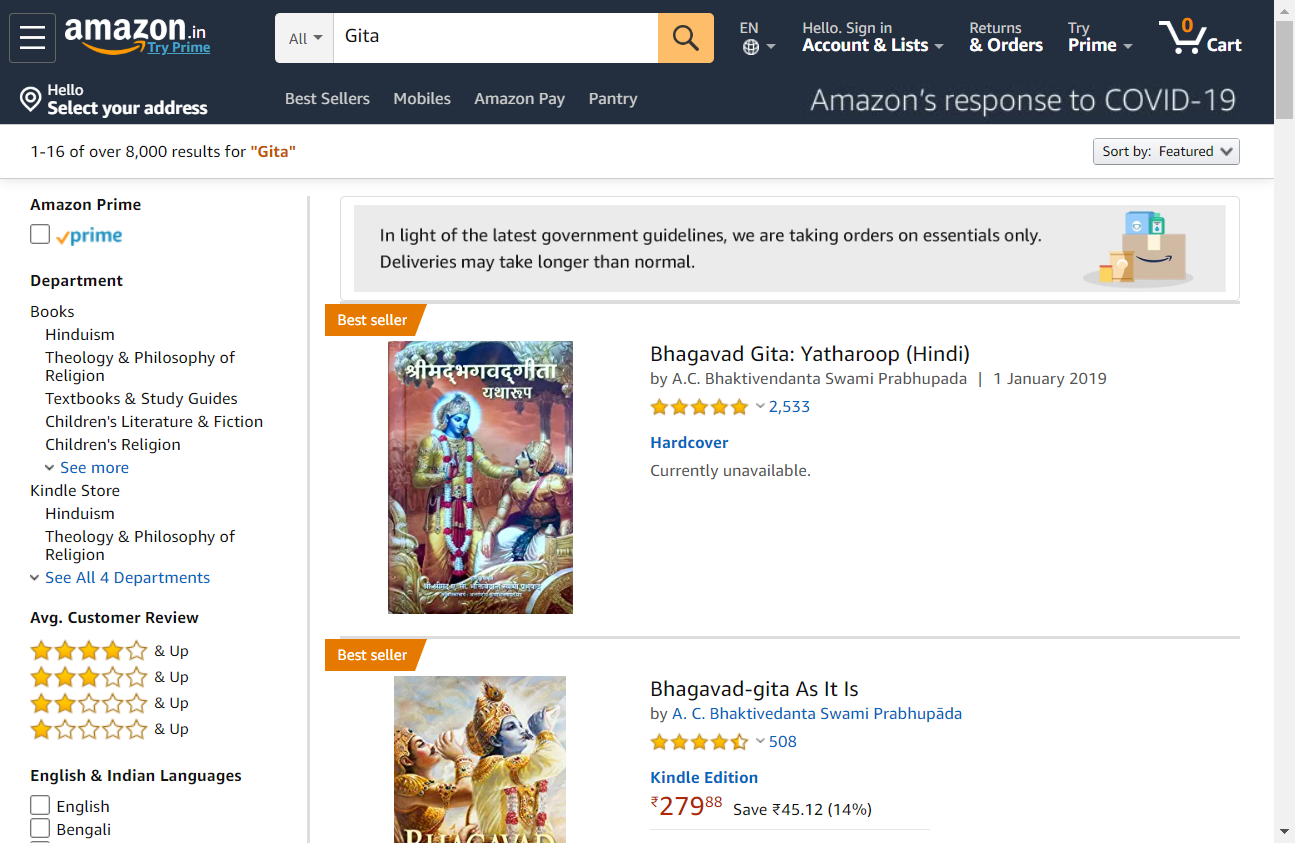 amazon.in
Try Prime
All
Gita
EN
Hello. Sign in
Account & Lists
Returns
& Orders
Try
Prime
0
Cart
Hello
Select your address
Best Sellers
Mobiles
Amazon Pay
Pantry
Amazon's response to COVID-19
1-16 of over 8,000 results for "Gita"
Sort by: Featured
Amazon Prime
prime
Department
Books
Hinduism
Theology & Philosophy of
Religion
Textbooks & Study Guides
Children's Literature & Fiction
Children's Religion
See more
Kindle Store
Hinduism
Theology & Philosophy of
Religion
See All 4 Departments
Avg. Customer Review
& Up
& Up
& Up
& Up
English & Indian Languages
English
Bengali
In light of the latest government guidelines, we are taking orders on essentials only.
Deliveries may take longer than normal.
Best seller
श्रीमद्भगवद्गीता
यथारूप
Bhagavad Gita: Yatharoop (Hindi)
by A.C. Bhaktivendanta Swami Prabhupada | 1 January 2019
2,533
Hardcover
Currently unavailable.
Best seller
BHAGAVAD
Bhagavad-gita As It Is
by A. C. Bhaktivedanta Swami Prabhupāda
508
Kindle Edition
₹27988 Save ₹45.12 (14%)